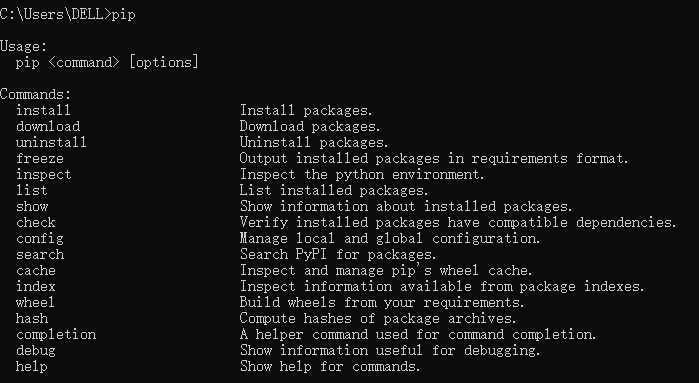 C:\Users\DELL>pip
Usage:
pip <command> [options]
Commands:
install Install packages.
download Download packages.
uninstall Uninstall packages.
freeze Output installed packages in requirements format.
inspect Inspect the python environment.
list List installed packages.
show Show information about installed packages.
check Verify installed packages have compatible dependencies.
config Manage local and global configuration.
search Search PyPI for packages.
cache Inspect and manage pip's wheel cache.
index Inspect information available from package indexes.
wheel Build wheels from your requirements.
hash Compute hashes of package archives.
completion A helper command used for command completion.
debug Show information useful for debugging.
help Show help for commands.